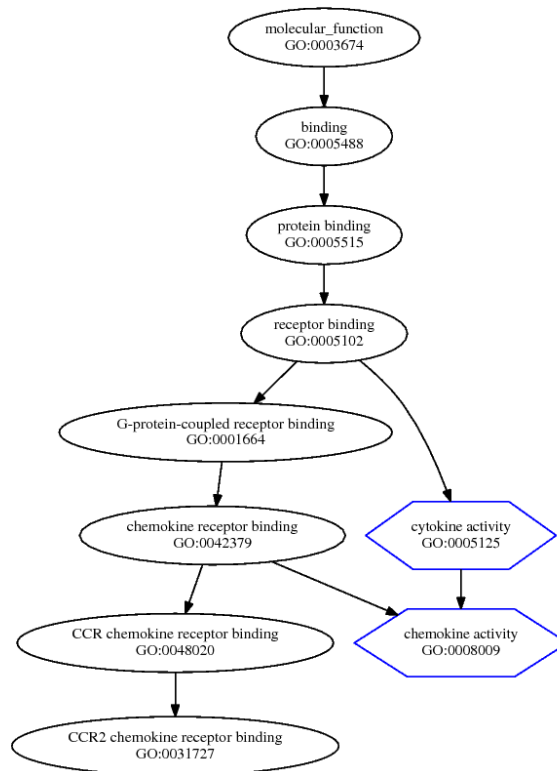 molecular_function
GO:0003674
binding
GO:0005488
protein binding
GO:0005515
receptor binding
GO:0005102
G-protein-coupled receptor binding
GO:0001664
chemokine receptor binding
GO:0042379
cytokine activity
GO:0005125
CCR chemokine receptor binding
GO:0048020
chemokine activity
GO:0008009
CCR2 chemokine receptor binding
GO:0031727